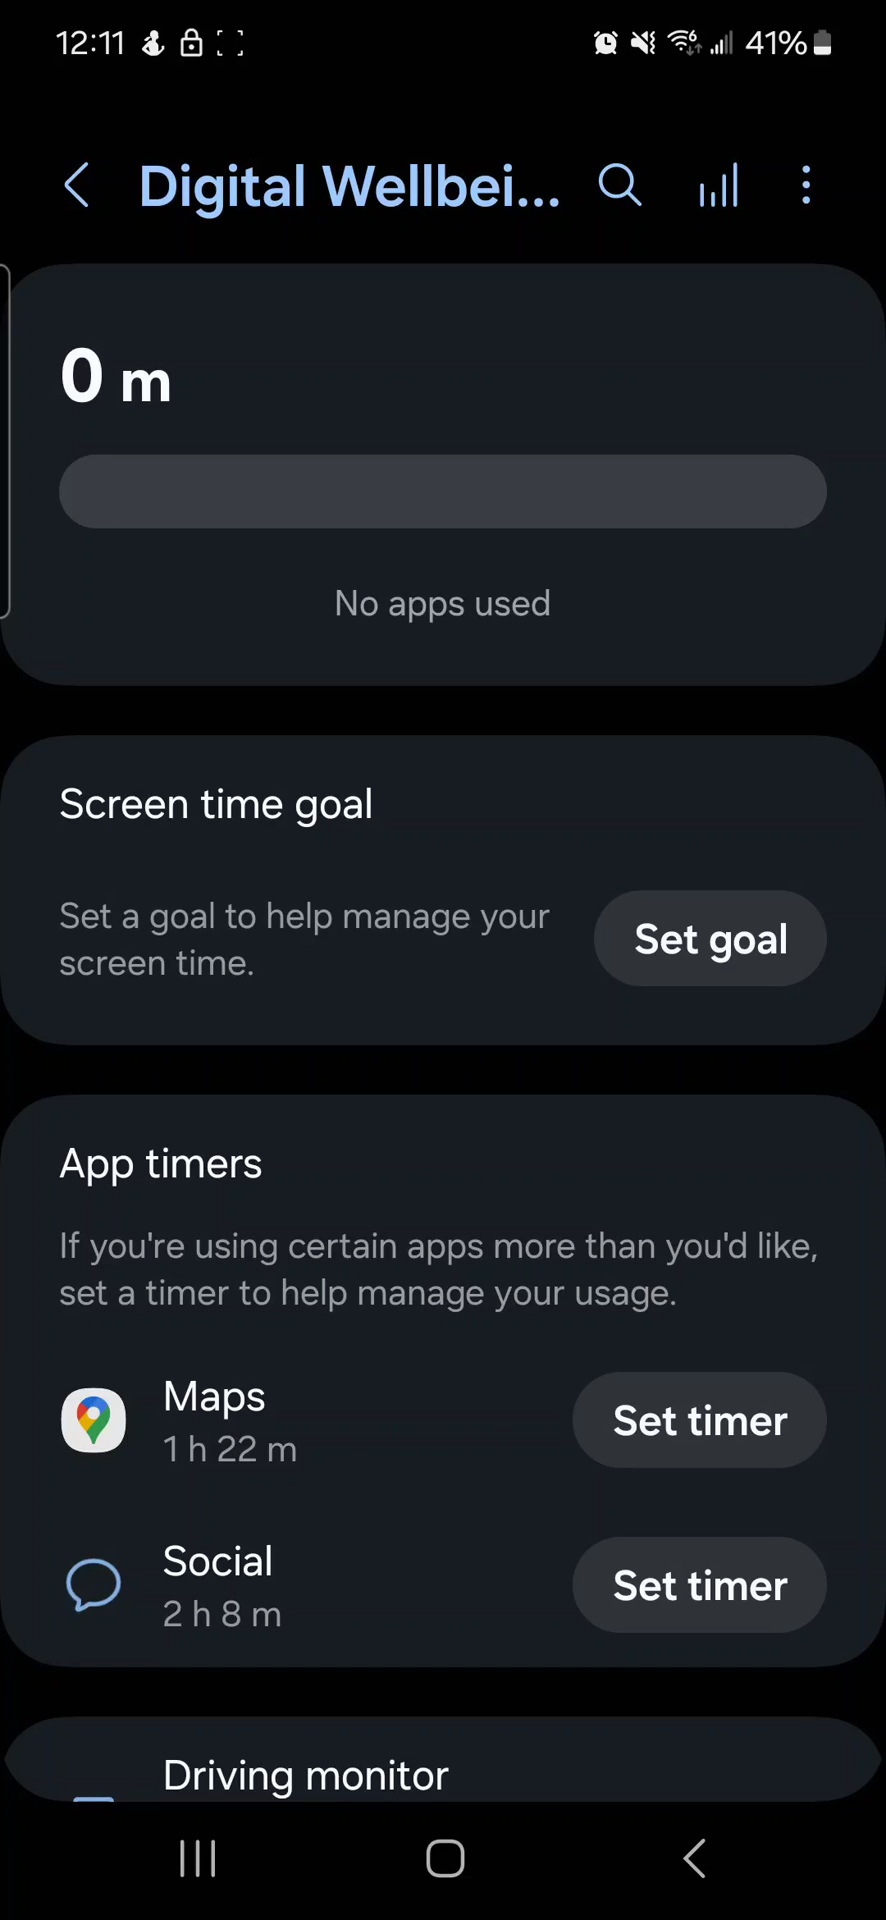 12:11
41%
Digital Wellbei...
0 m
No apps used
Screen time goal
Set a goal to help manage your
screen time.
Set goal
App timers
If you're using certain apps more than you'd like,
set a timer to help manage your usage.
Maps
1 h 22 m
Set timer
Social
2 h 8 m
Set timer
Driving monitor